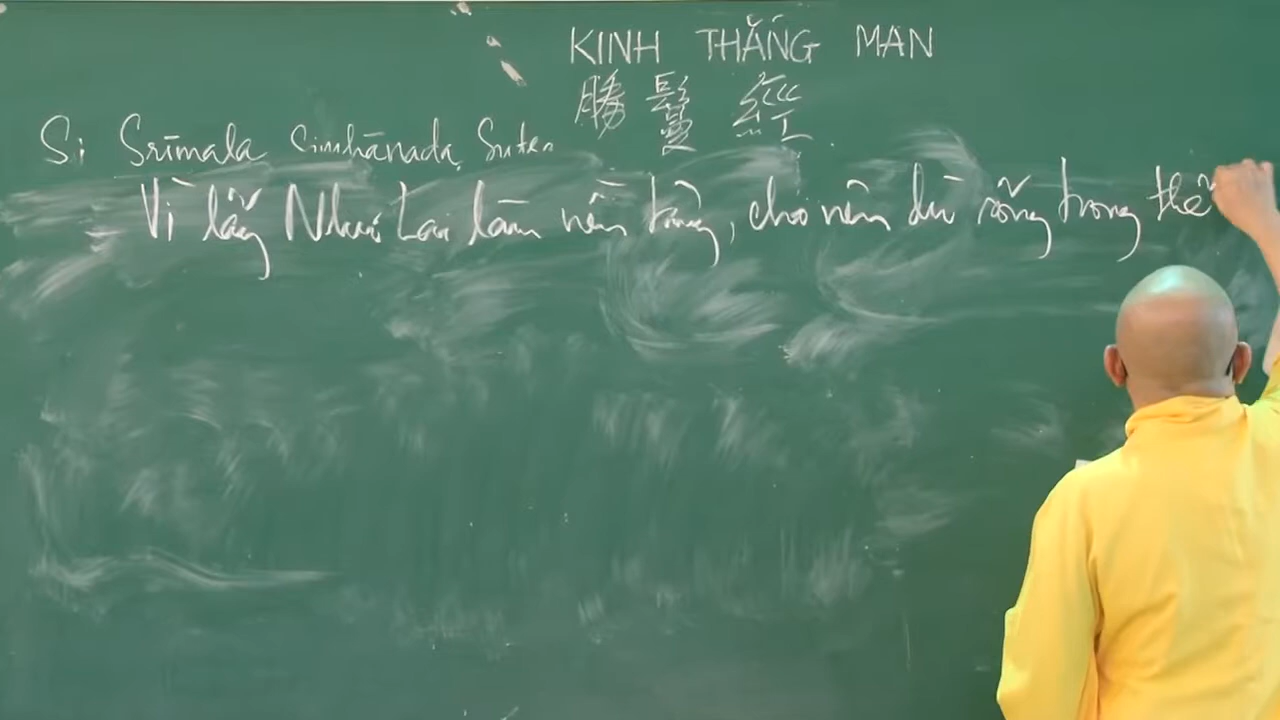 KINH THẮNG MAN
勝鬘經
S: Srīmala Simhānada Sutra
Vì lấy Như Lai làm nền tảng, cho nên dù sống trong thế